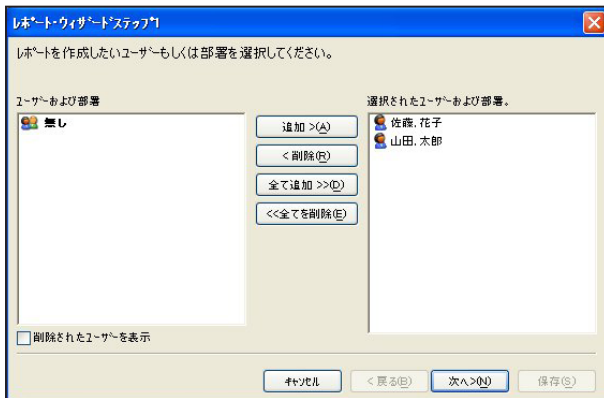 レポート・ウィザードステップ1
レポートを作成したいユーザーもしくは部署を選択してください。
ユーザーおよび部署
無し
追加 >(A)
< 削除(R)
全て追加 >>(D)
<<全てを削除(E)
選択されたユーザーおよび部署。
佐藤, 花子
山田, 太郎
削除されたユーザーを表示
キャンセル
< 戻る(B)
次へ>(N)
保存(S)